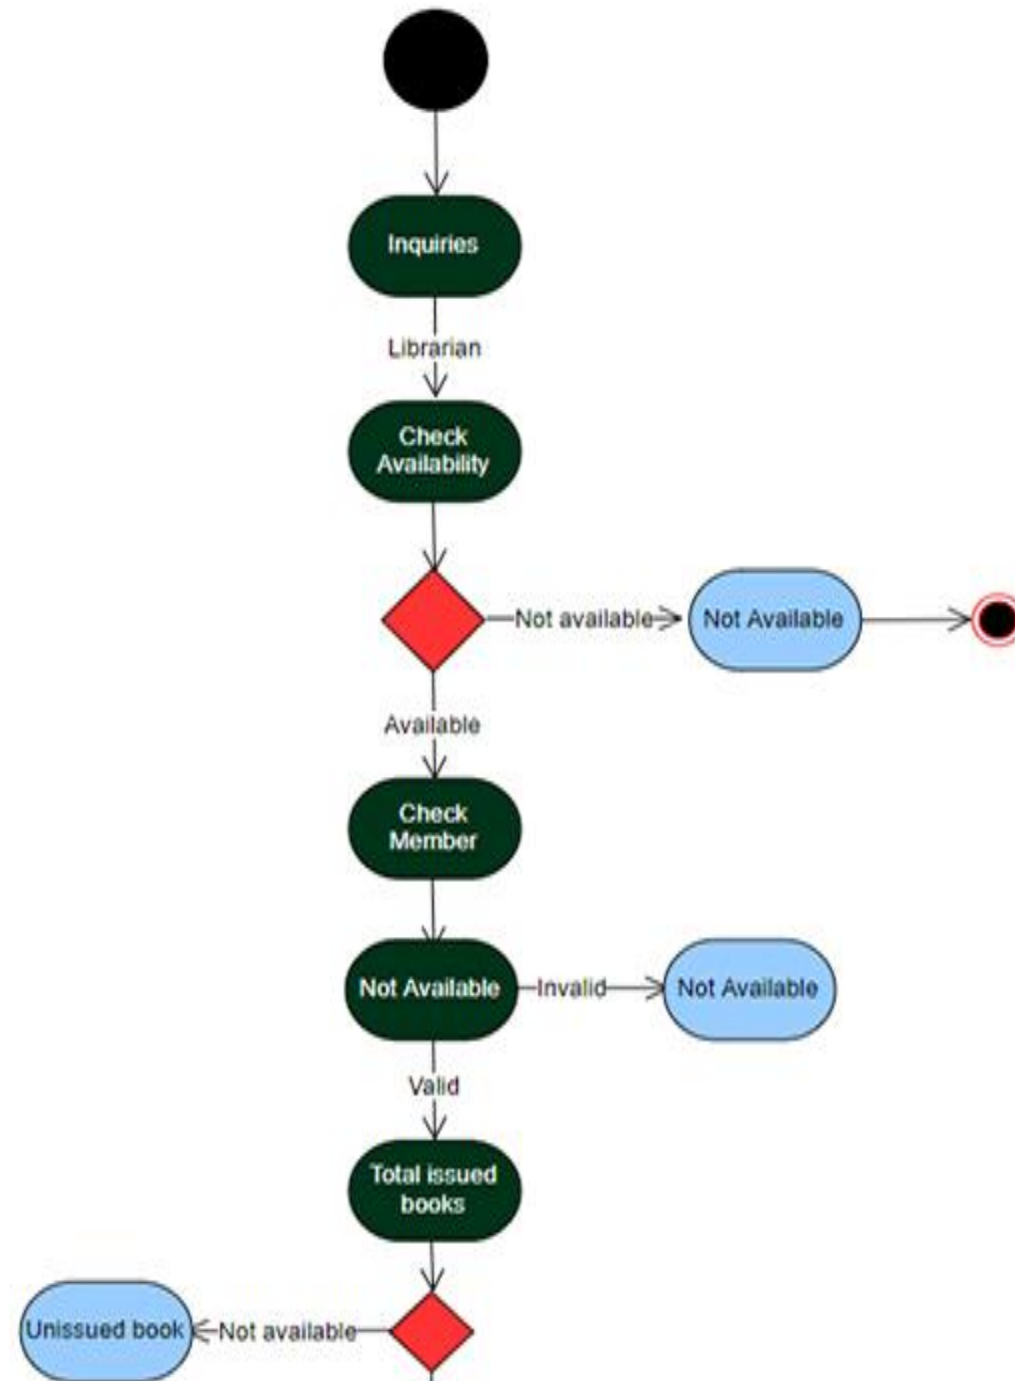 Inquiries
Librarian
Check
Availability
Not available
Not Available
Available
Check
Member
Not Available
Invalid
Not Available
Valid
Total issued
books
Unissued book
Not available